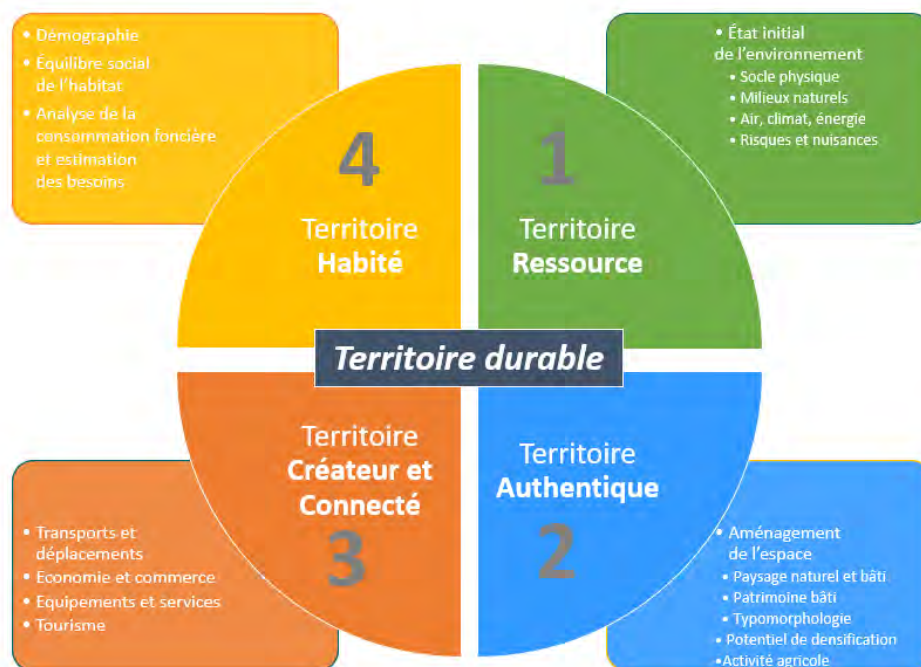 • Démographie
• Équilibre social
de l'habitat
• Analyse de la
consommation foncière
et estimation
des besoins
4
Territoire
Habité
• État initial
de l'environnement
• Socle physique
• Milieux naturels
• Air, climat, énergie
• Risques et nuisances
1
Territoire
Ressource
Territoire durable
Territoire
Créateur et
Connecté
3
• Transports et
déplacements
• Economie et commerce
• Equipements et services
• Tourisme
Territoire
Authentique
2
• Aménagement
de l'espace
• Paysage naturel et bâti
• Patrimoine bâti
• Typomorphologie
• Potentiel de densification
•Activité agricole